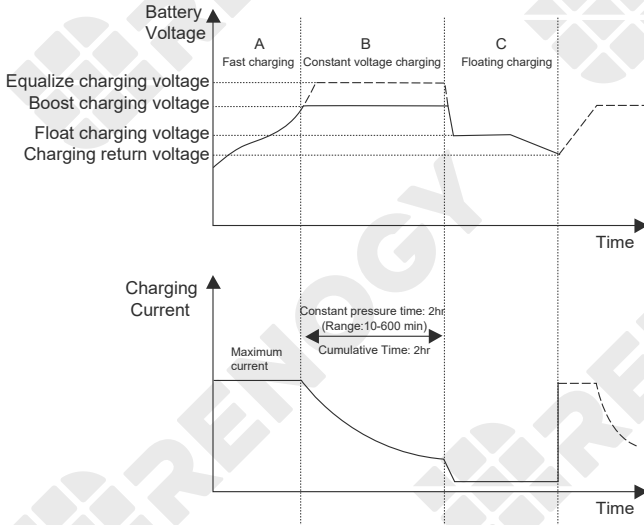 Battery
Voltage
A
Fast charging
B
Constant voltage charging
C
Floating charging
Equalize charging voltage
Boost charging voltage
Float charging voltage
Charging return voltage
Time
Charging
Current
Constant pressure time: 2hr
(Range:10-600 min)
Cumulative Time: 2hr
Maximum
current
Time
RENOGY